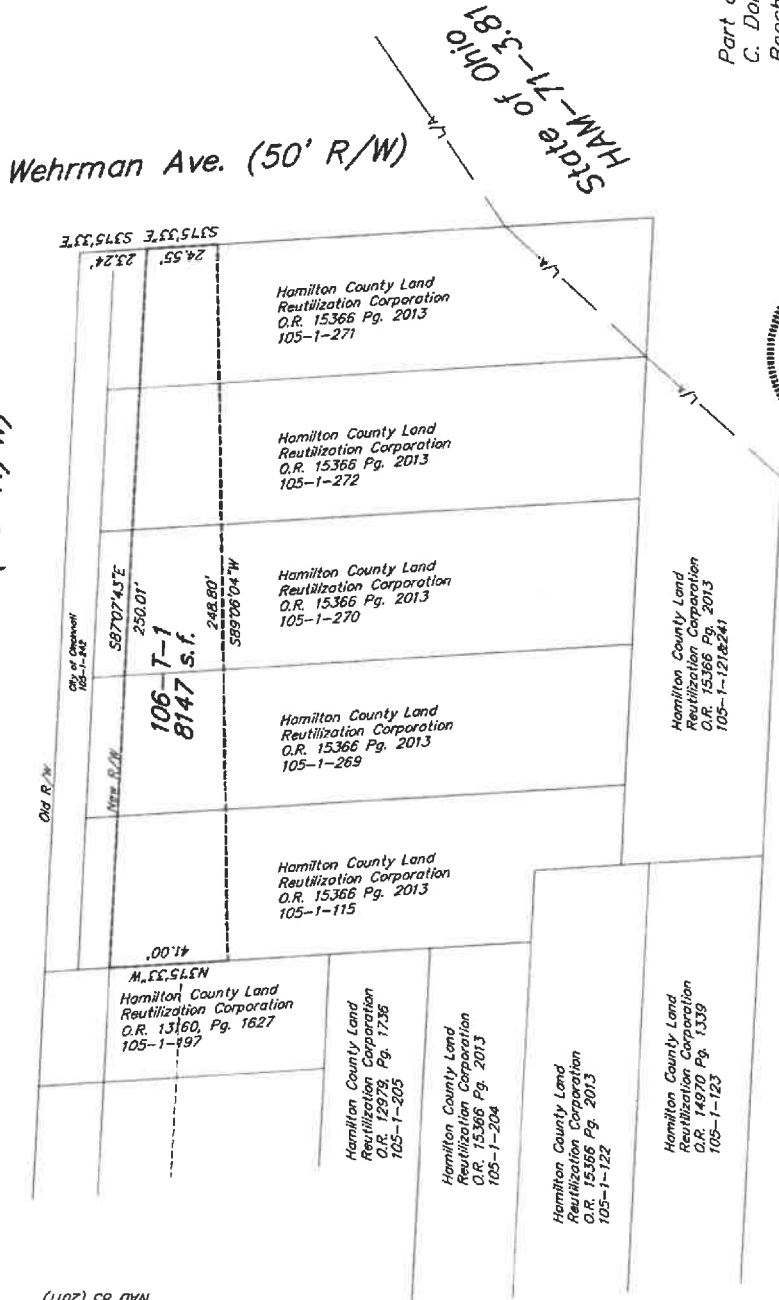 State of Ohio
HAM-71-3.81
Part
C. Dor
Wehrman Ave. (50' R/W)
S3°15'33"E S3°15'33"E
23.24' 24.55'
Hamilton County Land
Reutilization Corporation
O.R. 15366 Pg. 2013
105-1-271
L/A
L/A
L/A
Hamilton County Land
Reutilization Corporation
O.R. 15366 Pg. 2013
105-1-272
City of Cincinnati
105-1-242
S87°07'43"E
250.01'
106-T-1
8147 s.f.
248.80'
S89°06'04"W
Hamilton County Land
Reutilization Corporation
O.R. 15366 Pg. 2013
105-1-270
Hamilton County Land
Reutilization Corporation
O.R. 15366 Pg. 2013
105-1-121&241
Old R/W
New R/W
Hamilton County Land
Reutilization Corporation
O.R. 15366 Pg. 2013
105-1-269
Hamilton County Land
Reutilization Corporation
O.R. 15366 Pg. 2013
105-1-115
41.00'
N3°15'33"W
Hamilton County Land
Reutilization Corporation
O.R. 13160, Pg. 1627
105-1-197
Hamilton County Land
Reutilization Corporation
O.R. 12979, Pg. 1736
105-1-205
Hamilton County Land
Reutilization Corporation
O.R. 15366 Pg. 2013
105-1-204
Hamilton County Land
Reutilization Corporation
O.R. 15366 Pg. 2013
105-1-122
Hamilton County Land
Reutilization Corporation
O.R. 14970 Pg. 1339
105-1-123
NAD 83 (2011)